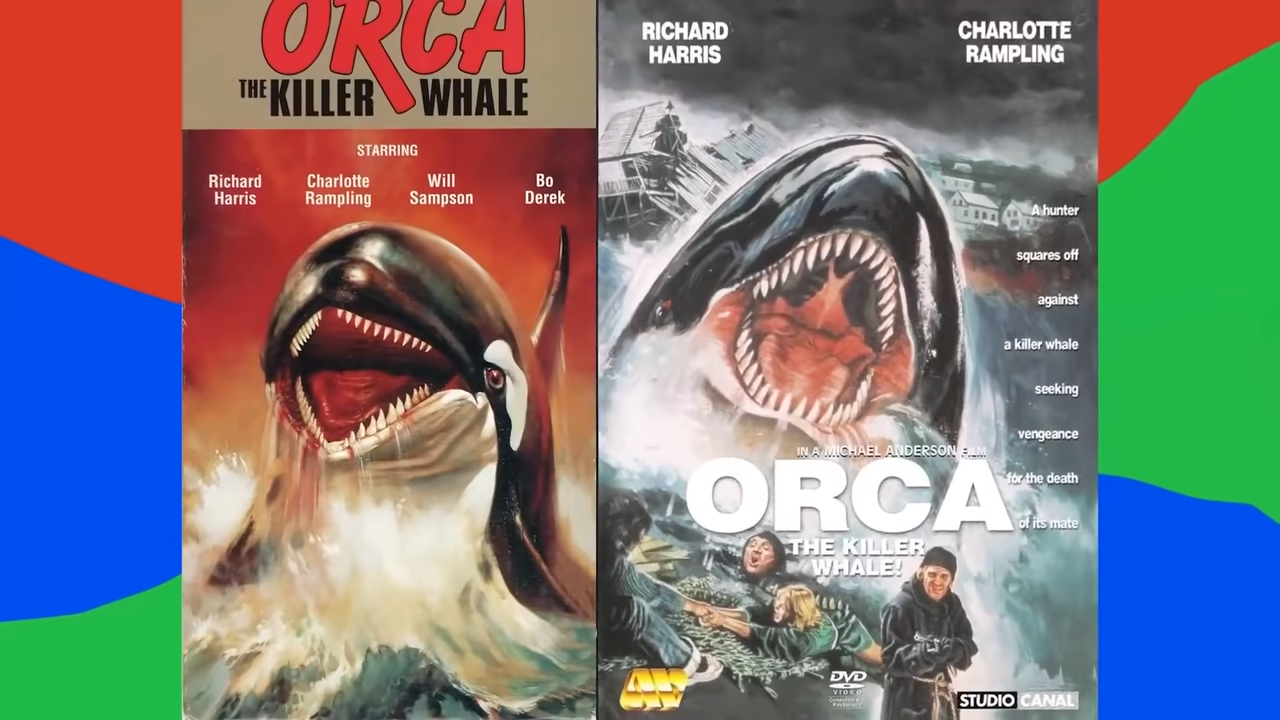 ORCA
THE KILLER WHALE
STARRING
Richard
Harris
Charlotte
Rampling
Will
Sampson
Bo
Derek
RICHARD
HARRIS
CHARLOTTE
RAMPLING
A hunter
squares off
against
a killer whale
seeking
vengeance
for the death
of its mate
IN A MICHAEL ANDERSON FILM
ORCA
THE KILLER
WHALE!
DVD
VIDEO
STUDIO CANAL